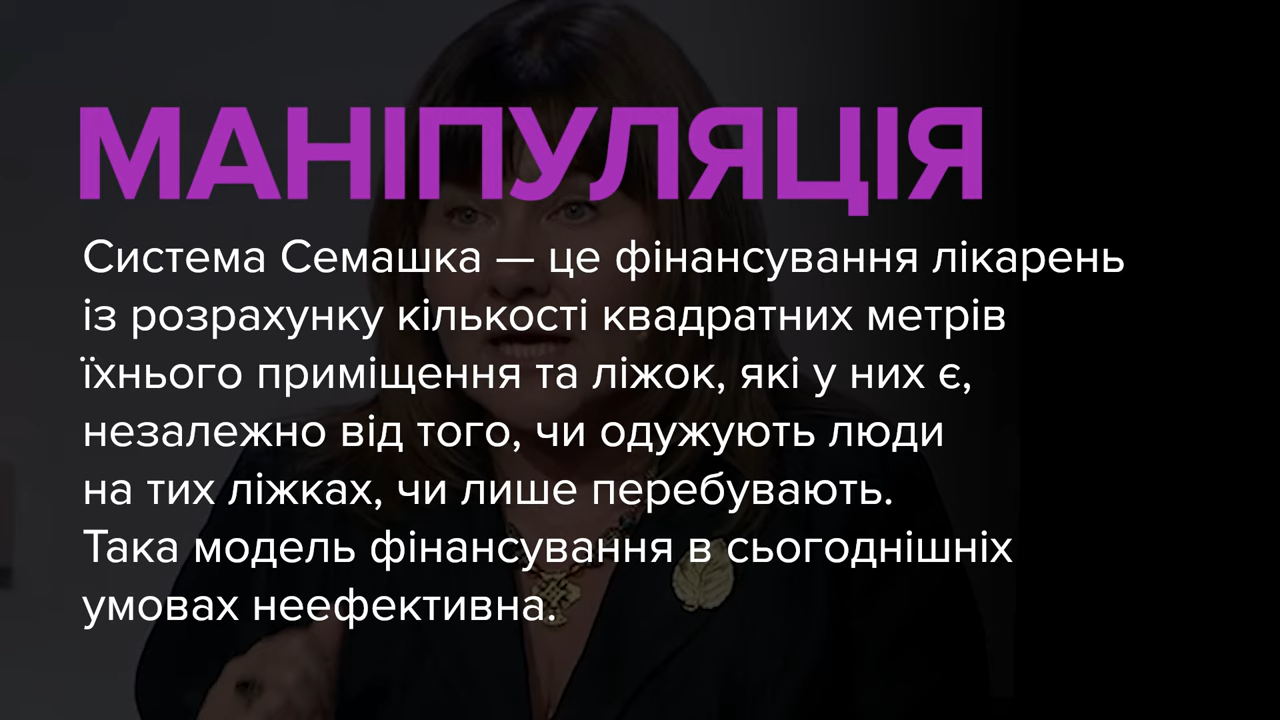 МАНІПУЛЯЦІЯ
Система Семашка — це фінансування лікарень
із розрахунку кількості квадратних метрів
їхнього приміщення та ліжок, які у них є,
незалежно від того, чи одужують люди
на тих ліжках, чи лише перебувають.
Така модель фінансування в сьогоднішніх
умовах неефективна.